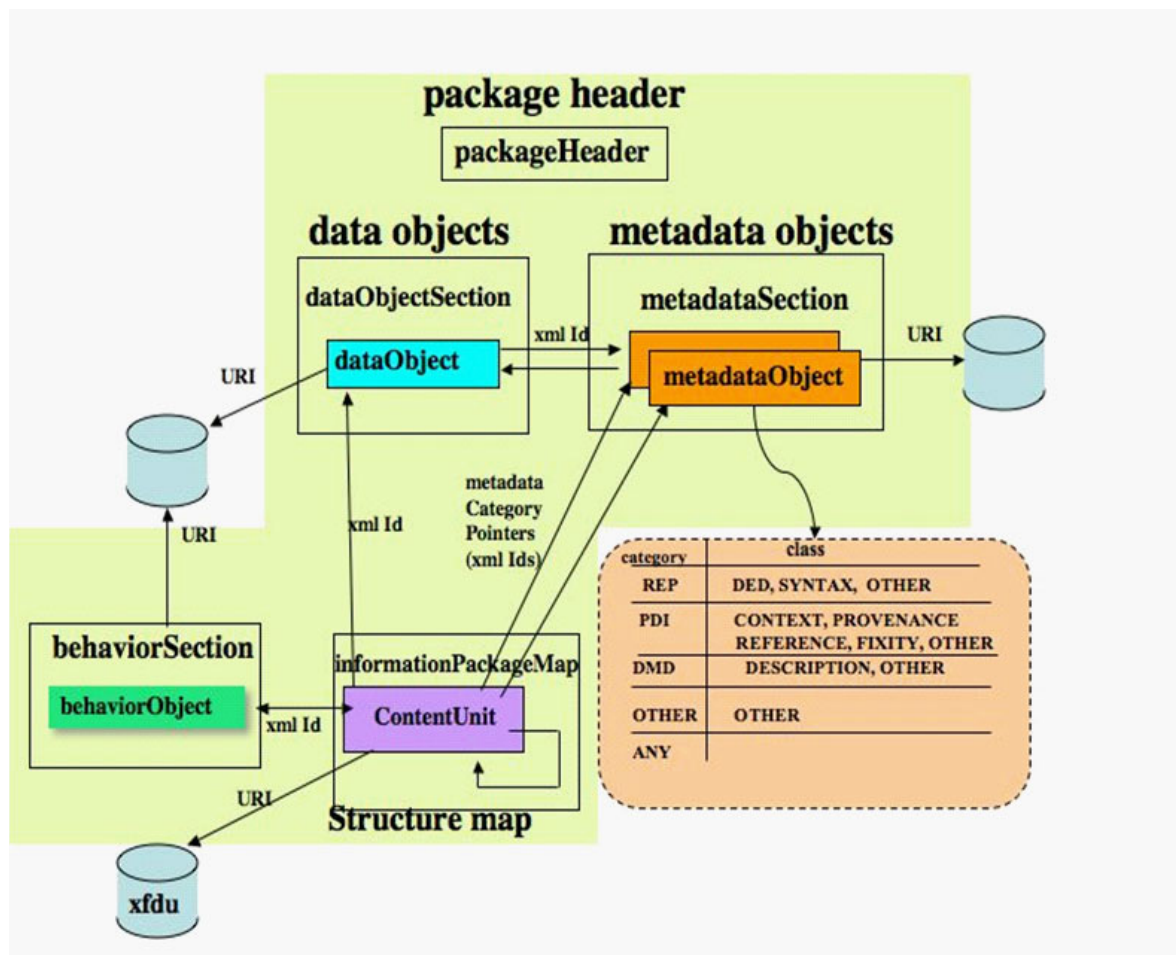 package header
packageHeader
data objects
metadata objects
dataObjectSection
metadataSection
xml Id
URI
dataObject
metadataObject
URI
metadata
Category
Pointers
(xml Ids)
xml Id
URI
category class
REP DED, SYNTAX, OTHER
PDI CONTEXT, PROVENANCE
REFERENCE, FIXITY, OTHER
DMD DESCRIPTION, OTHER
OTHER OTHER
ANY
behaviorSection
informationPackageMap
behaviorObject
ContentUnit
xml Id
URI
Structure map
xfdu